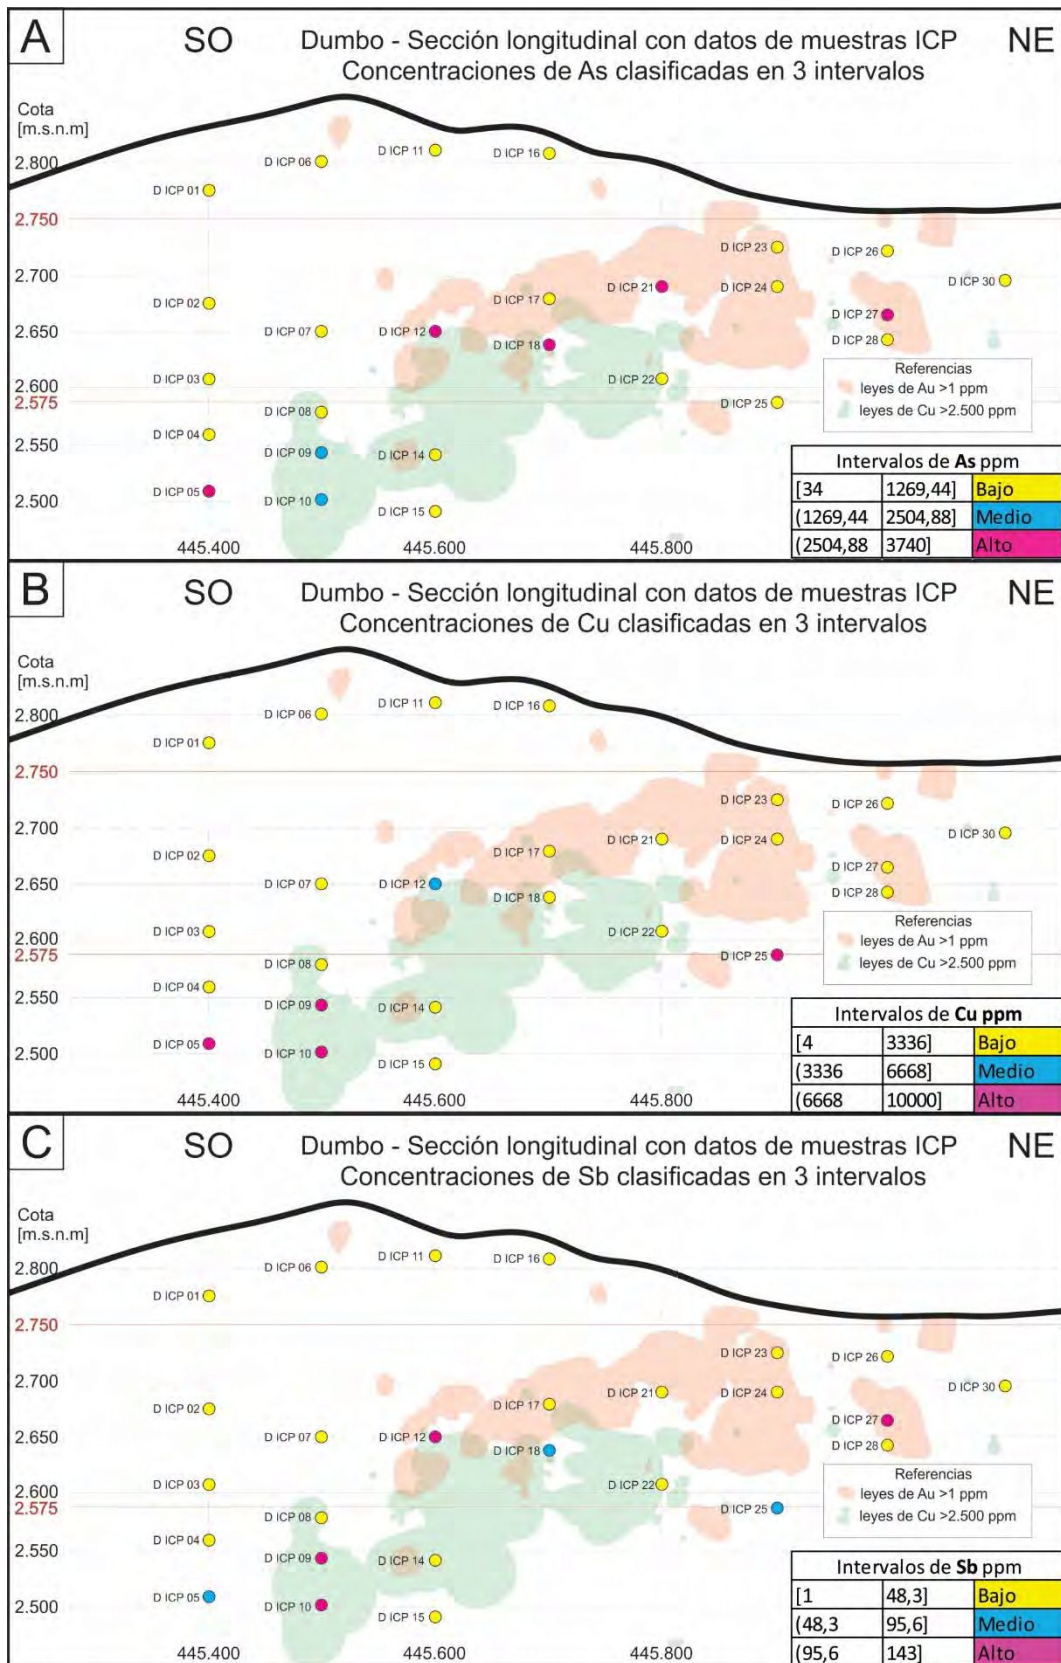 A
SO
Dumbo - Sección longitudinal con datos de muestras ICP
NE
Concentraciones de As clasificadas en 3 intervalos
Cota
[m.s.n.m]
D ICP 11
D ICP 16
D ICP 06
2.800
D ICP 01
2.750
D ICP 23
D ICP 26
2.700
D ICP 21
D ICP 24
D ICP 30
D ICP 02
D ICP 17
D ICP 27
2.650
D ICP 07
D ICP 12
D ICP 18
D ICP 28
Referencias
2.600
D ICP 03
D ICP 22
leyes de Au >1 ppm
2.575
D ICP 08
D ICP 25
leyes de Cu >2.500 ppm
2.550
D ICP 04
D ICP 09
D ICP 14
Intervalos de As ppm
D ICP 05
D ICP 10
[34 1269,44] Bajo
2.500
D ICP 15
(1269,44 2504,88] Medio
445.400 445.600 445.800
(2504,88 3740] Alto
B
SO
Dumbo - Sección longitudinal con datos de muestras ICP
NE
Concentraciones de Cu clasificadas en 3 intervalos
Cota
[m.s.n.m]
D ICP 11
D ICP 16
D ICP 06
2.800
D ICP 01
2.750
D ICP 23
D ICP 26
2.700
D ICP 21
D ICP 24
D ICP 30
D ICP 02
D ICP 17
D ICP 27
2.650
D ICP 07
D ICP 12
D ICP 18
D ICP 28
Referencias
2.600
D ICP 03
D ICP 22
leyes de Au >1 ppm
2.575
D ICP 08
D ICP 25
leyes de Cu >2.500 ppm
2.550
D ICP 04
D ICP 09
D ICP 14
Intervalos de Cu ppm
D ICP 05
D ICP 10
[4 3336] Bajo
2.500
D ICP 15
(3336 6668] Medio
445.400 445.600 445.800
(6668 10000] Alto
C
SO
Dumbo - Sección longitudinal con datos de muestras ICP
NE
Concentraciones de Sb clasificadas en 3 intervalos
Cota
[m.s.n.m]
D ICP 11
D ICP 16
D ICP 06
2.800
D ICP 01
2.750
D ICP 23
D ICP 26
2.700
D ICP 21
D ICP 24
D ICP 30
D ICP 02
D ICP 17
D ICP 27
2.650
D ICP 07
D ICP 12
D ICP 18
D ICP 28
Referencias
2.600
D ICP 03
D ICP 22
leyes de Au >1 ppm
2.575
D ICP 08
D ICP 25
leyes de Cu >2.500 ppm
2.550
D ICP 04
D ICP 09
D ICP 14
Intervalos de Sb ppm
D ICP 05
D ICP 10
[1 48,3] Bajo
2.500
D ICP 15
(48,3 95,6] Medio
445.400 445.600 445.800
(95,6 143] Alto